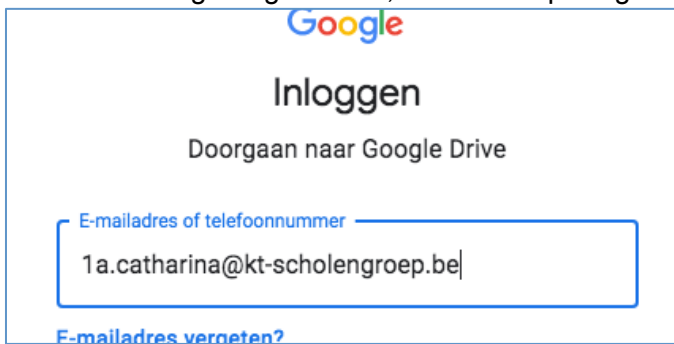 Google
Inloggen
Doorgaan naar Google Drive
E-mailadres of telefoonnummer
1a.catharina@kt-scholengroep.be
E-mailadres vergeten?